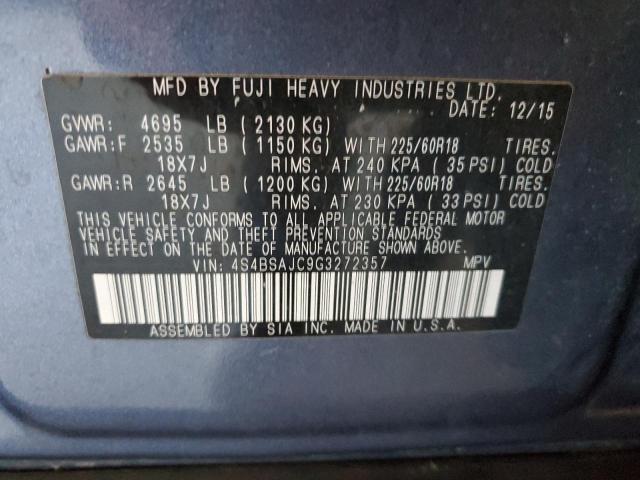 MFD BY FUJI HEAVY INDUSTRIES LTD.
DATE: 12/15
GVWR: 4695 LB ( 2130 KG)
GAWR:F 2535 LB ( 1150 KG) WITH 225/60R18 TIRES.
18X7J RIMS. AT 240 KPA ( 35 PSI) COLD
GAWR:R 2645 LB ( 1200 KG) WITH 225/60R18 TIRES.
18X7J RIMS. AT 230 KPA ( 33 PSI) COLD
THIS VEHICLE CONFORMS TO ALL APPLICABLE FEDERAL MOTOR
VEHICLE SAFETY AND THEFT PREVENTION STANDARDS
IN EFFECT ON THE DATE OF MANUFACTURE SHOWN ABOVE.
VIN: 4S4BSAJC9G3272357 MPV
ASSEMBLED BY SIA INC. MADE IN U.S.A.